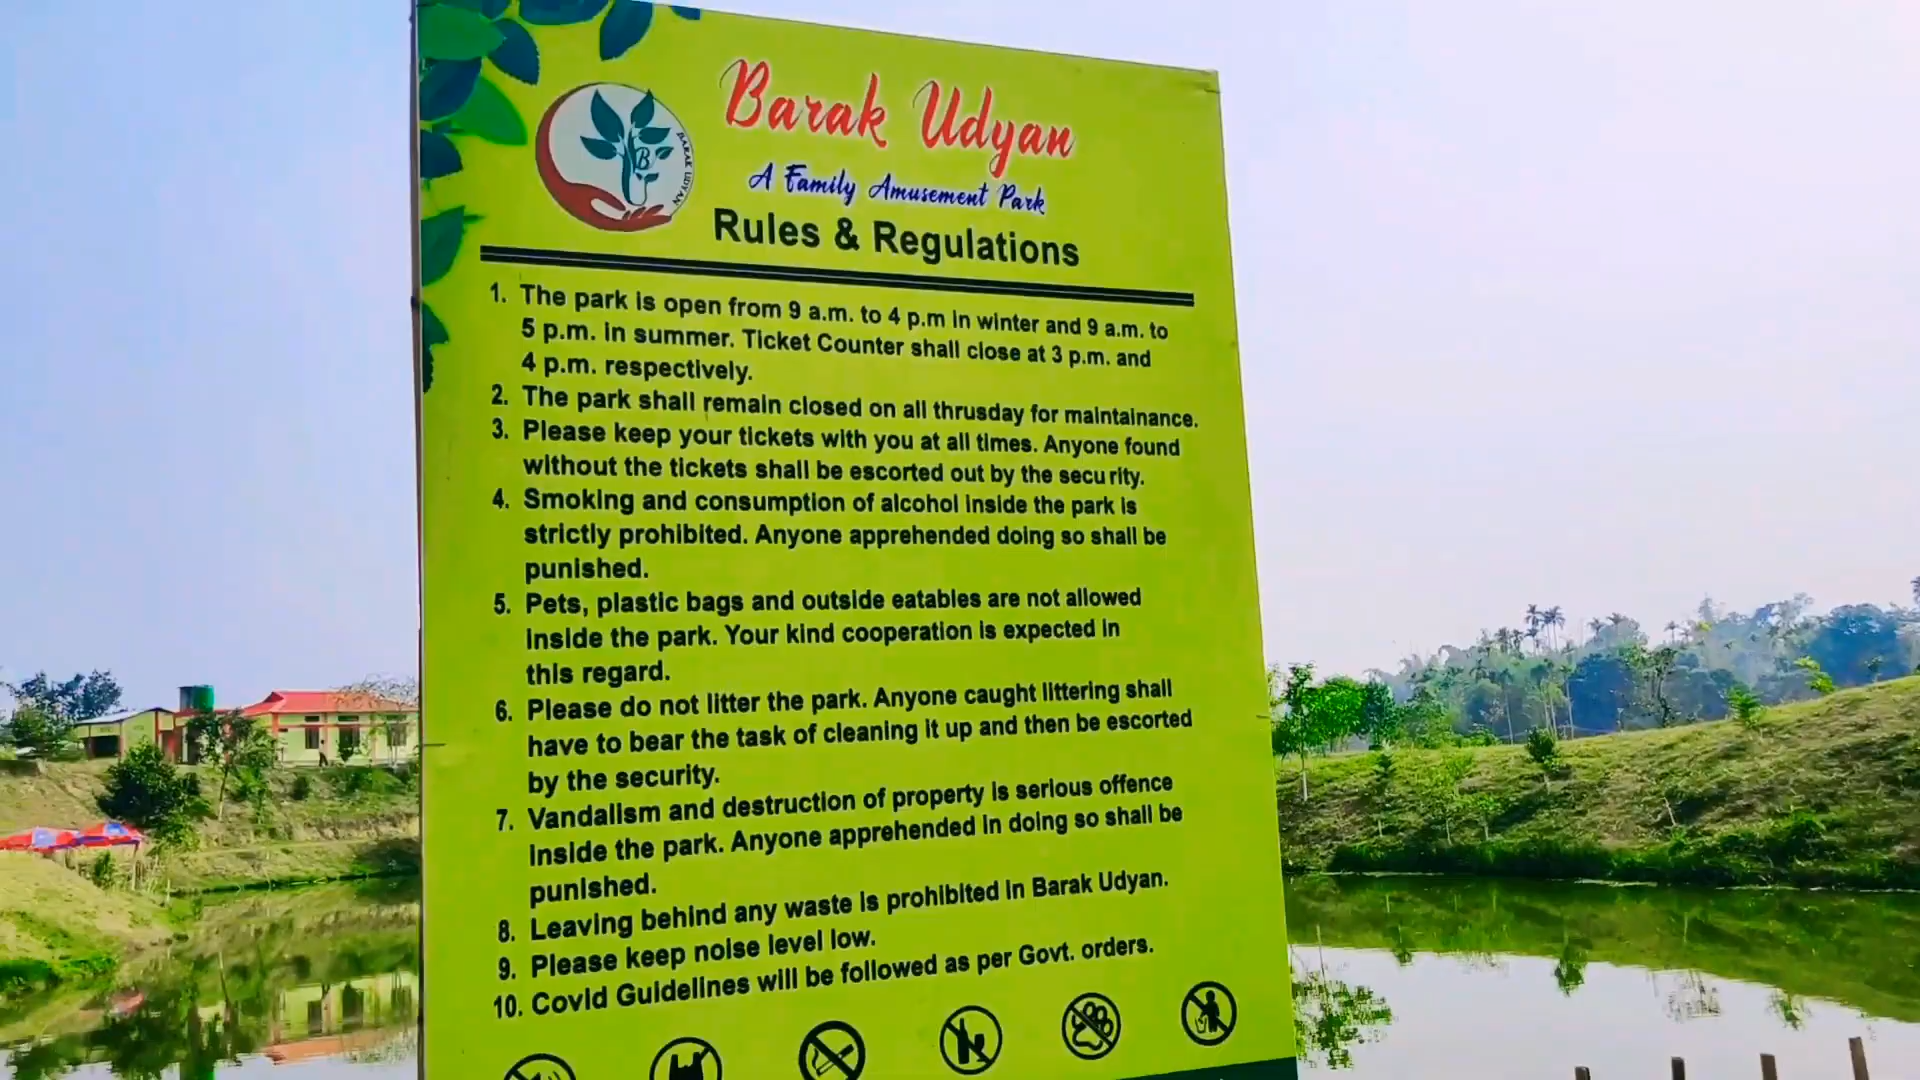 BARAK UDYAN
B
Barak Udyan
A Family Amusement Park
Rules & Regulations
1. The park is open from 9 a.m. to 4 p.m in winter and 9 a.m. to
5 p.m. in summer. Ticket Counter shall close at 3 p.m. and
4 p.m. respectively.
2. The park shall remain closed on all thrusday for maintainance.
3. Please keep your tickets with you at all times. Anyone found
without the tickets shall be escorted out by the security.
4. Smoking and consumption of alcohol inside the park is
strictly prohibited. Anyone apprehended doing so shall be
punished.
5. Pets, plastic bags and outside eatables are not allowed
inside the park. Your kind cooperation is expected in
this regard.
6. Please do not litter the park. Anyone caught littering shall
have to bear the task of cleaning it up and then be escorted
by the security.
7. Vandalism and destruction of property is serious offence
inside the park. Anyone apprehended in doing so shall be
punished.
8. Leaving behind any waste is prohibited in Barak Udyan.
9. Please keep noise level low.
10. Covid Guidelines will be followed as per Govt. orders.